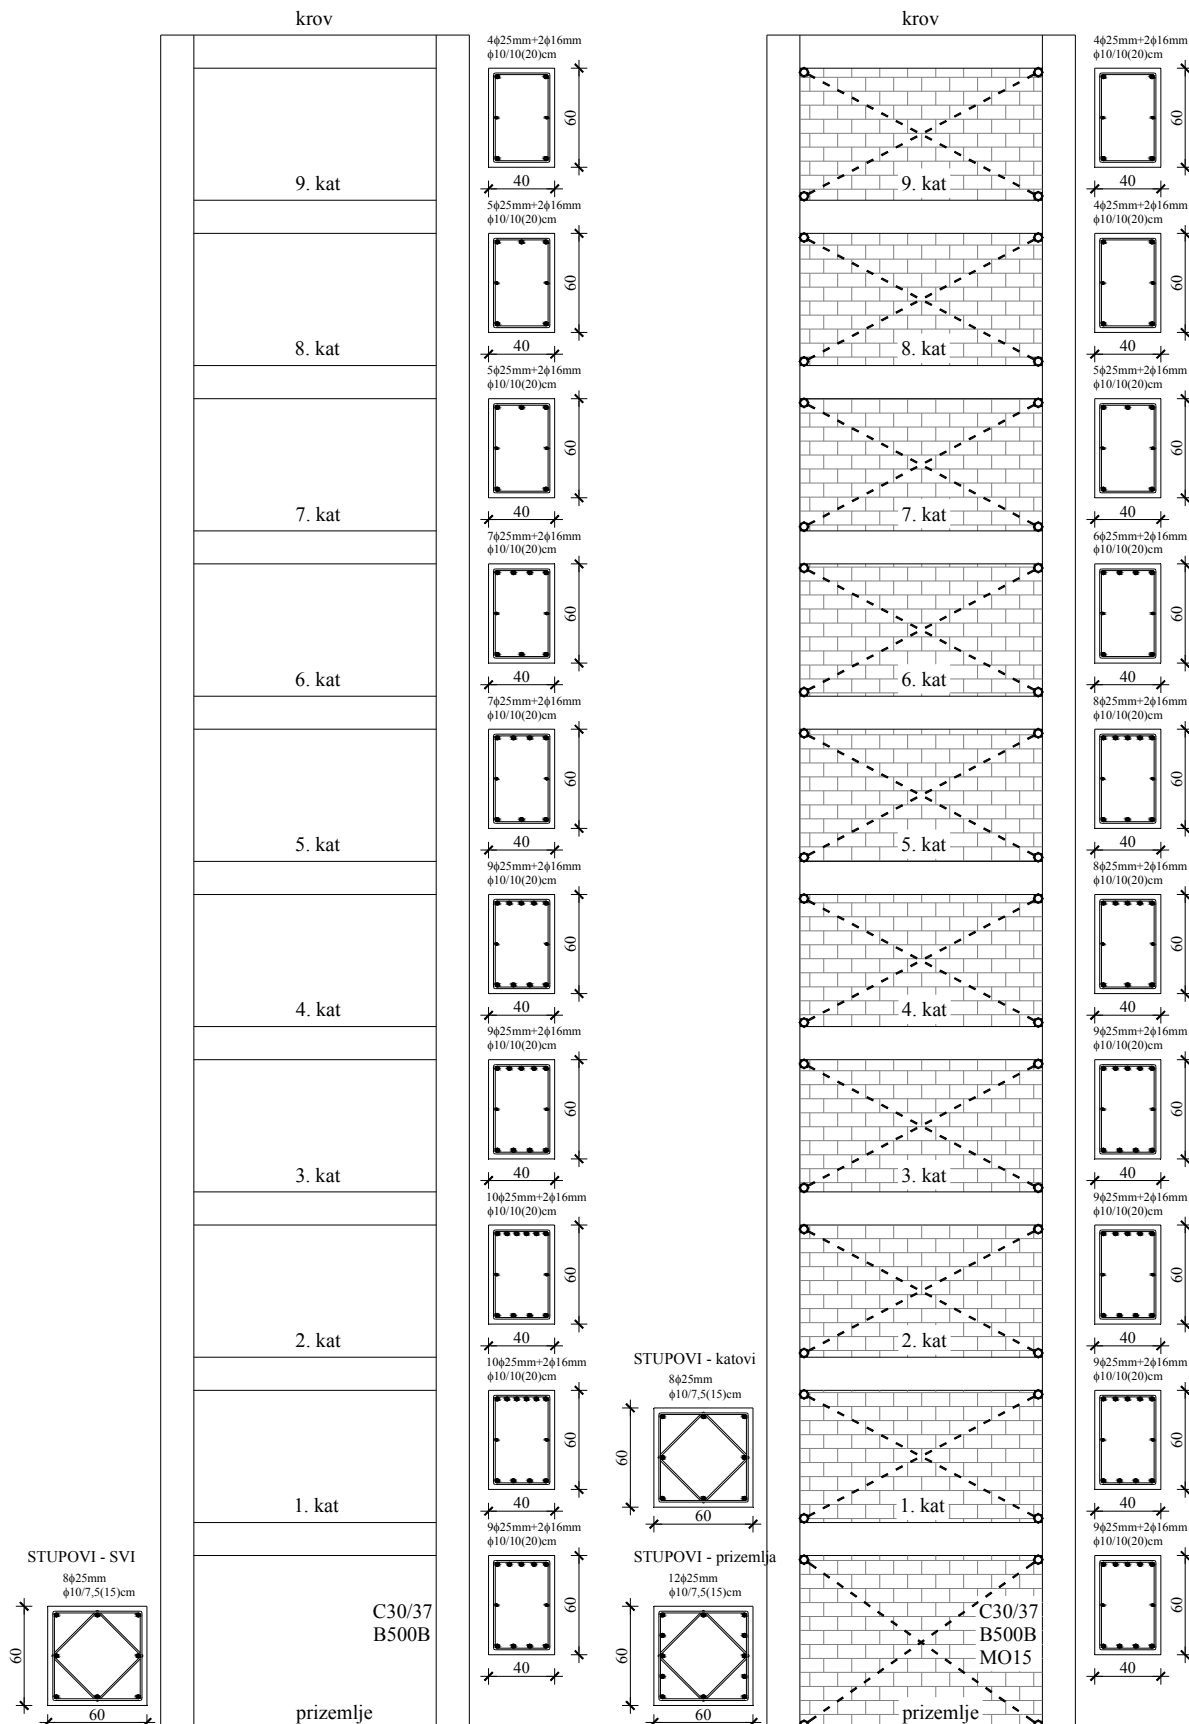 krov
4ϕ25mm+2ϕ16mm
ϕ10/10(20)cm
60
40
9. kat
5ϕ25mm+2ϕ16mm
ϕ10/10(20)cm
60
40
8. kat
5ϕ25mm+2ϕ16mm
ϕ10/10(20)cm
60
40
7. kat
7ϕ25mm+2ϕ16mm
ϕ10/10(20)cm
60
40
6. kat
7ϕ25mm+2ϕ16mm
ϕ10/10(20)cm
60
40
5. kat
9ϕ25mm+2ϕ16mm
ϕ10/10(20)cm
60
40
4. kat
9ϕ25mm+2ϕ16mm
ϕ10/10(20)cm
60
40
3. kat
10ϕ25mm+2ϕ16mm
ϕ10/10(20)cm
60
40
2. kat
10ϕ25mm+2ϕ16mm
ϕ10/10(20)cm
60
40
1. kat
9ϕ25mm+2ϕ16mm
ϕ10/10(20)cm
60
40
STUPOVI - SVI
8ϕ25mm
ϕ10/7,5(15)cm
60
60
C30/37
B500B
prizemlje
krov
4ϕ25mm+2ϕ16mm
ϕ10/10(20)cm
60
40
9. kat
4ϕ25mm+2ϕ16mm
ϕ10/10(20)cm
60
40
8. kat
5ϕ25mm+2ϕ16mm
ϕ10/10(20)cm
60
40
7. kat
6ϕ25mm+2ϕ16mm
ϕ10/10(20)cm
60
40
6. kat
8ϕ25mm+2ϕ16mm
ϕ10/10(20)cm
60
40
5. kat
8ϕ25mm+2ϕ16mm
ϕ10/10(20)cm
60
40
4. kat
9ϕ25mm+2ϕ16mm
ϕ10/10(20)cm
60
40
3. kat
9ϕ25mm+2ϕ16mm
ϕ10/10(20)cm
60
40
2. kat
STUPOVI - katovi
8ϕ25mm
ϕ10/7,5(15)cm
60
60
9ϕ25mm+2ϕ16mm
ϕ10/10(20)cm
60
40
1. kat
9ϕ25mm+2ϕ16mm
ϕ10/10(20)cm
60
40
STUPOVI - prizemlja
12ϕ25mm
ϕ10/7,5(15)cm
60
60
C30/37
B500B
MO15
prizemlje